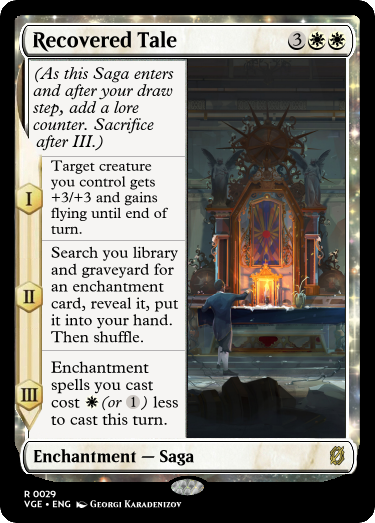 Recovered Tale 3
(As this Saga enters
and after your draw
step, add a lore
counter. Sacrifice
after III.)
I
Target creature
you control gets
+3/+3 and gains
flying until end of
turn.
II
Search you library
and graveyard for
an enchantment
card, reveal it, put
it into your hand.
Then shuffle.
III
Enchantment
spells you cast
cost (or 1) less
to cast this turn.
Enchantment — Saga
R 0029
VGE • ENG Georgi Karadenizov